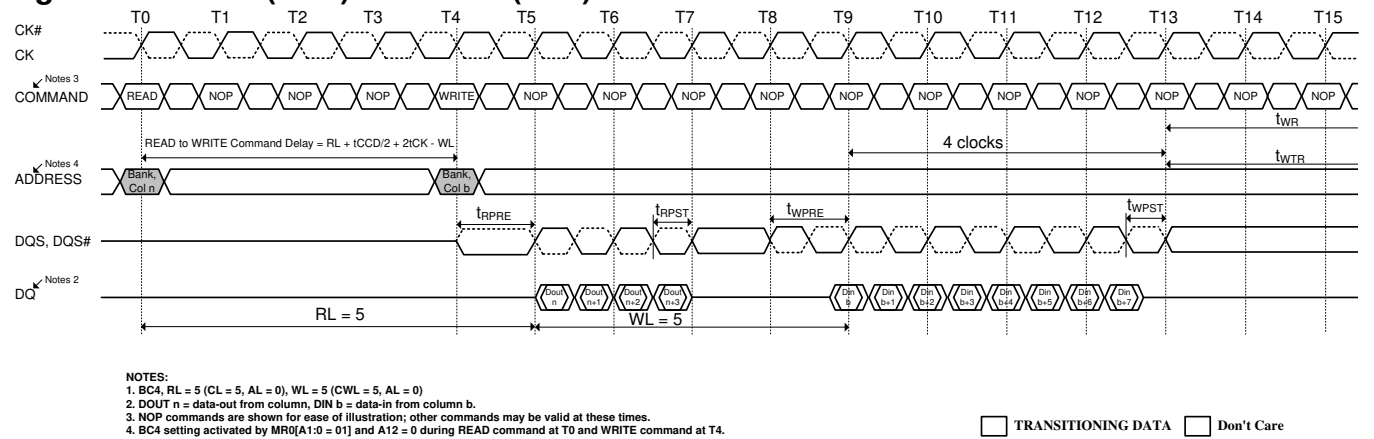 T0 T1 T2 T3 T4 T5 T6 T7 T8 T9 T10 T11 T12 T13 T14 T15
CK#
CK
Notes 3
COMMAND READ NOP NOP NOP WRITE NOP NOP NOP NOP NOP NOP NOP NOP NOP NOP NOP
tWR
READ to WRITE Command Delay = RL + tCCD/2 + 2tCK - WL
4 clocks
tWTR
Notes 4
ADDRESS
Bank, Col n
Bank, Col b
tRPRE tRPST tWPRE tWPST
DQS, DQS#
Notes 2
DQ
Dout n
Dout n+1
Dout n+2
Dout n+3
Din b
Din b+1
Din b+2
Din b+3
Din b+4
Din b+5
Din b+6
Din b+7
RL = 5
WL = 5
NOTES:
1. BC4, RL = 5 (CL = 5, AL = 0), WL = 5 (CWL = 5, AL = 0)
2. DOUT n = data-out from column, DIN b = data-in from column b.
3. NOP commands are shown for ease of illustration; other commands may be valid at these times.
4. BC4 setting activated by MR0[A1:0 = 01] and A12 = 0 during READ command at T0 and WRITE command at T4.
TRANSITIONING DATA
Don't Care